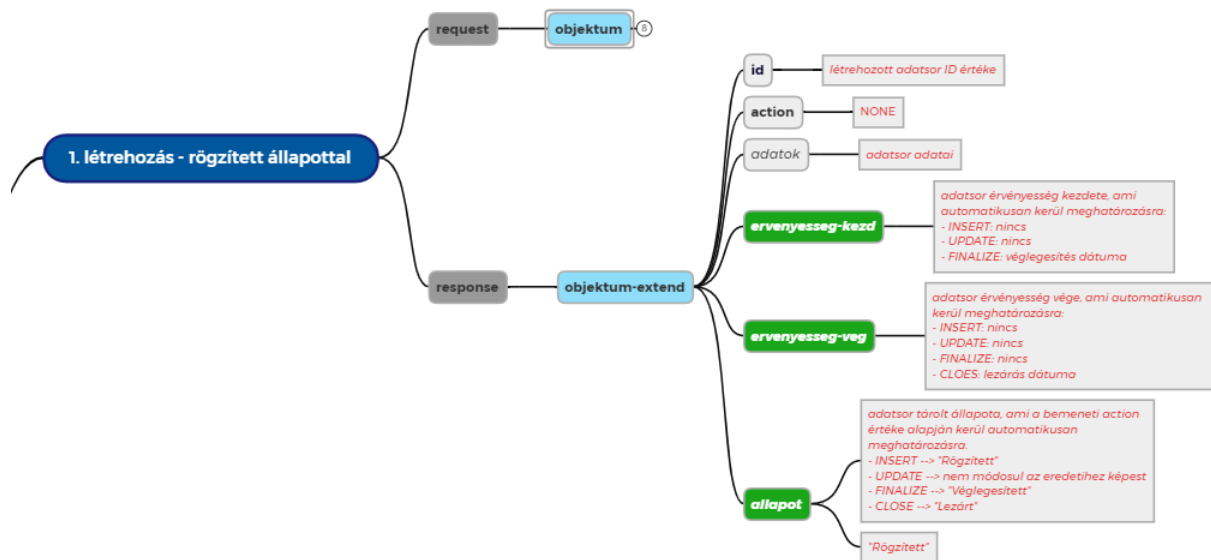 request
objektum
8
id
létrehozott adatsor ID értéke
action
NONE
1. létrehozás - rögzített állapottal
adatok
adatsor adatai
ervenyesseg-kezd
adatsor érvényesség kezdete, ami
automatikusan kerül meghatározásra:
- INSERT: nincs
- UPDATE: nincs
- FINALIZE: véglegesítés dátuma
response
objektum-extend
ervenyesseg-veg
adatsor érvényesség vége, ami automatikusan
kerül meghatározásra:
- INSERT: nincs
- UPDATE: nincs
- FINALIZE: nincs
- CLOES: lezárás dátuma
allapot
adatsor tárolt állapota, ami a bemeneti action
értéke alapján kerül automatikusan
meghatározásra.
- INSERT --> "Rögzített"
- UPDATE --> nem módosul az eredetihez képest
- FINALIZE --> "Véglegesített"
- CLOSE --> "Lezárt"
"Rögzített"